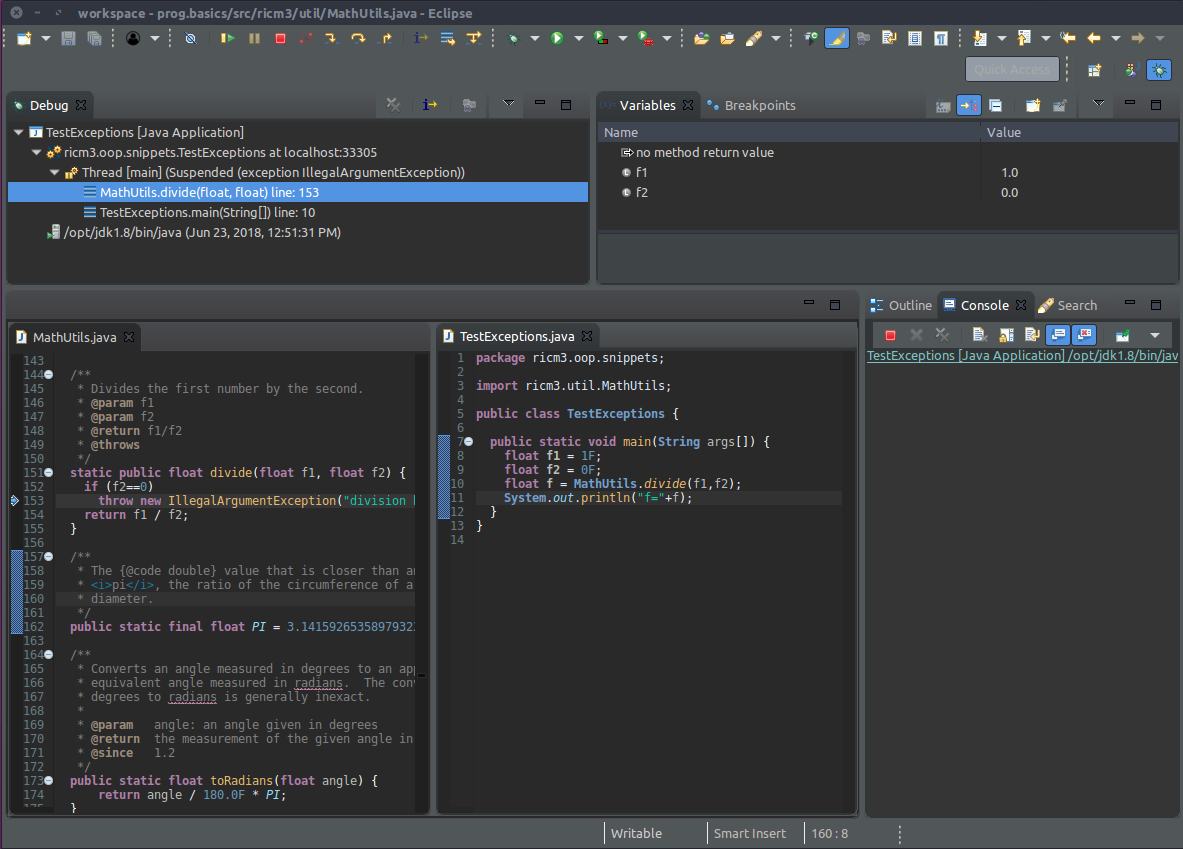 workspace - prog.basics/src/ricm3/util/MathUtils.java - Eclipse
Quick Access
Debug
TestExceptions [Java Application]
ricm3.oop.snippets.TestExceptions at localhost:33305
Thread [main] (Suspended (exception IllegalArgumentException))
MathUtils.divide(float, float) line: 153
TestExceptions.main(String[]) line: 10
/opt/jdk1.8/bin/java (Jun 23, 2018, 12:51:31 PM)
Variables Breakpoints
Name Value
no method return value
f1 1.0
f2 0.0
MathUtils.java
143
144 /**
145 * Divides the first number by the second.
146 * @param f1
147 * @param f2
148 * @return f1/f2
149 * @throws
150 */
151 static public float divide(float f1, float f2) {
152 if (f2==0)
153 throw new IllegalArgumentException("division
154 return f1 / f2;
155 }
156
157 /**
158 * The {@code double} value that is closer than
159 * <i>pi</i>, the ratio of the circumference of a
160 * diameter.
161 */
162 public static final float PI = 3.1415926535897932
163
164 /**
165 * Converts an angle measured in degrees to an
166 * equivalent angle measured in radians. The
167 * degrees to radians is generally inexact.
168 *
169 * @param angle: an angle given in degrees
170 * @return the measurement of the given angle in
171 * @since 1.2
172 */
173 public static float toRadians(float angle) {
174 return angle / 180.0F * PI;
175 }
TestExceptions.java
1 package ricm3.oop.snippets;
2
3 import ricm3.util.MathUtils;
4
5 public class TestExceptions {
6
7 public static void main(String args[]) {
8 float f1 = 1F;
9 float f2 = 0F;
10 float f = MathUtils.divide(f1,f2);
11 System.out.println("f="+f);
12 }
13 }
14
Outline Console Search
TestExceptions [Java Application] /opt/jdk1.8/bin/jav
Writable Smart Insert 160 : 8